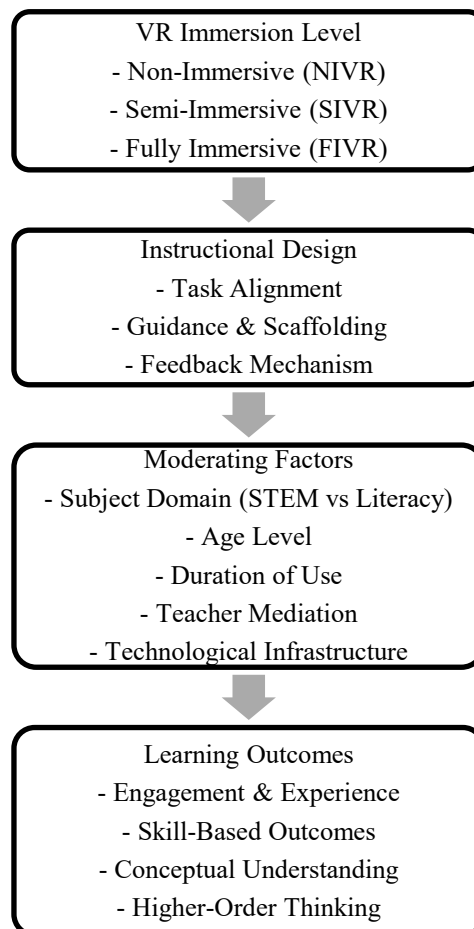 VR Immersion Level
- Non-Immersive (NIVR)
- Semi-Immersive (SIVR)
- Fully Immersive (FIVR)
Instructional Design
- Task Alignment
- Guidance & Scaffolding
- Feedback Mechanism
Moderating Factors
- Subject Domain (STEM vs Literacy)
- Age Level
- Duration of Use
- Teacher Mediation
- Technological Infrastructure
Learning Outcomes
- Engagement & Experience
- Skill-Based Outcomes
- Conceptual Understanding
- Higher-Order Thinking